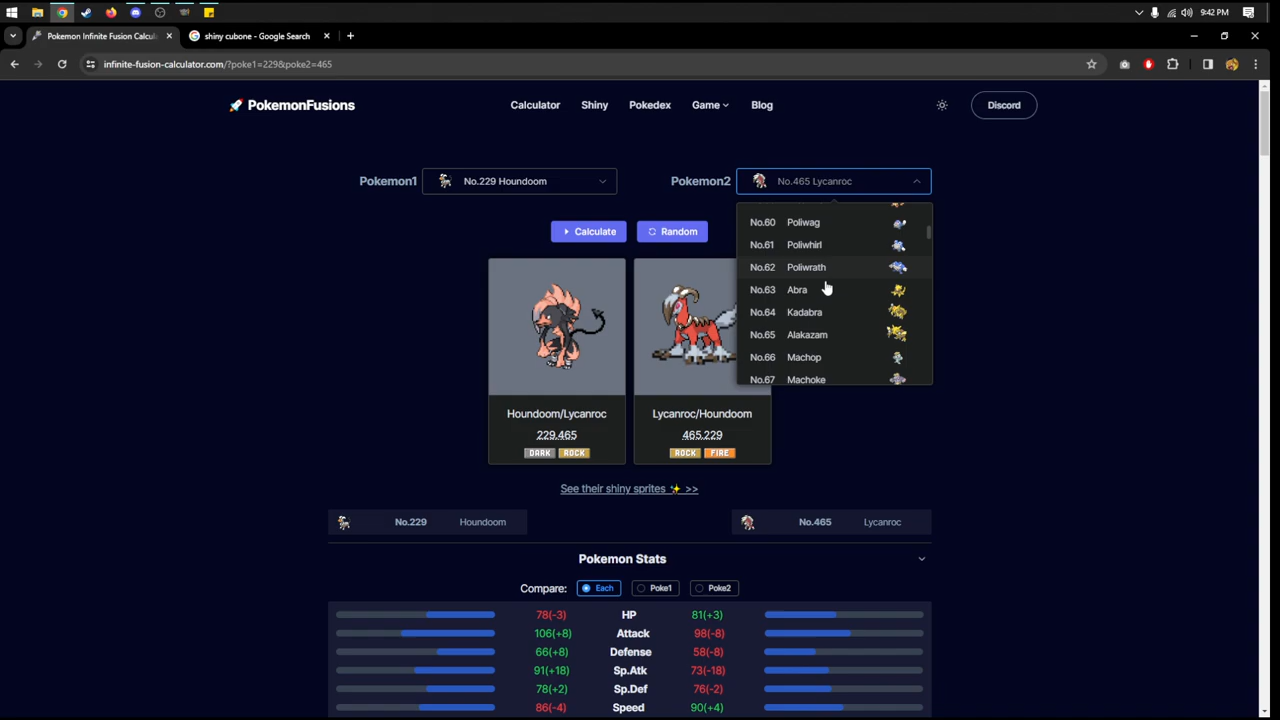 9:42 PM
Pokemon Infinite Fusion Calcula
shiny cubone - Google Search
infinite-fusion-calculator.com/?poke1=229&poke2=465
PokemonFusions
Calculator
Shiny
Pokedex
Game
Blog
Discord
Pokemon1
No.229 Houndoom
Pokemon2
No.465 Lycanroc
Calculate
Random
No.60 Poliwag
No.61 Poliwhirl
No.62 Poliwrath
No.63 Abra
No.64 Kadabra
No.65 Alakazam
No.66 Machop
No.67 Machoke
Houndoom/Lycanroc
229.465
DARK ROCK
Lycanroc/Houndoom
465.229
ROCK FIRE
See their shiny sprites ✨ >>
No.229 Houndoom
No.465 Lycanroc
Pokemon Stats
Compare: Each Poke1 Poke2
78(-3) HP 81(+3)
106(+8) Attack 98(-8)
66(+8) Defense 58(-8)
91(+18) Sp.Atk 73(-18)
78(+2) Sp.Def 76(-2)
86(-4) Speed 90(+4)